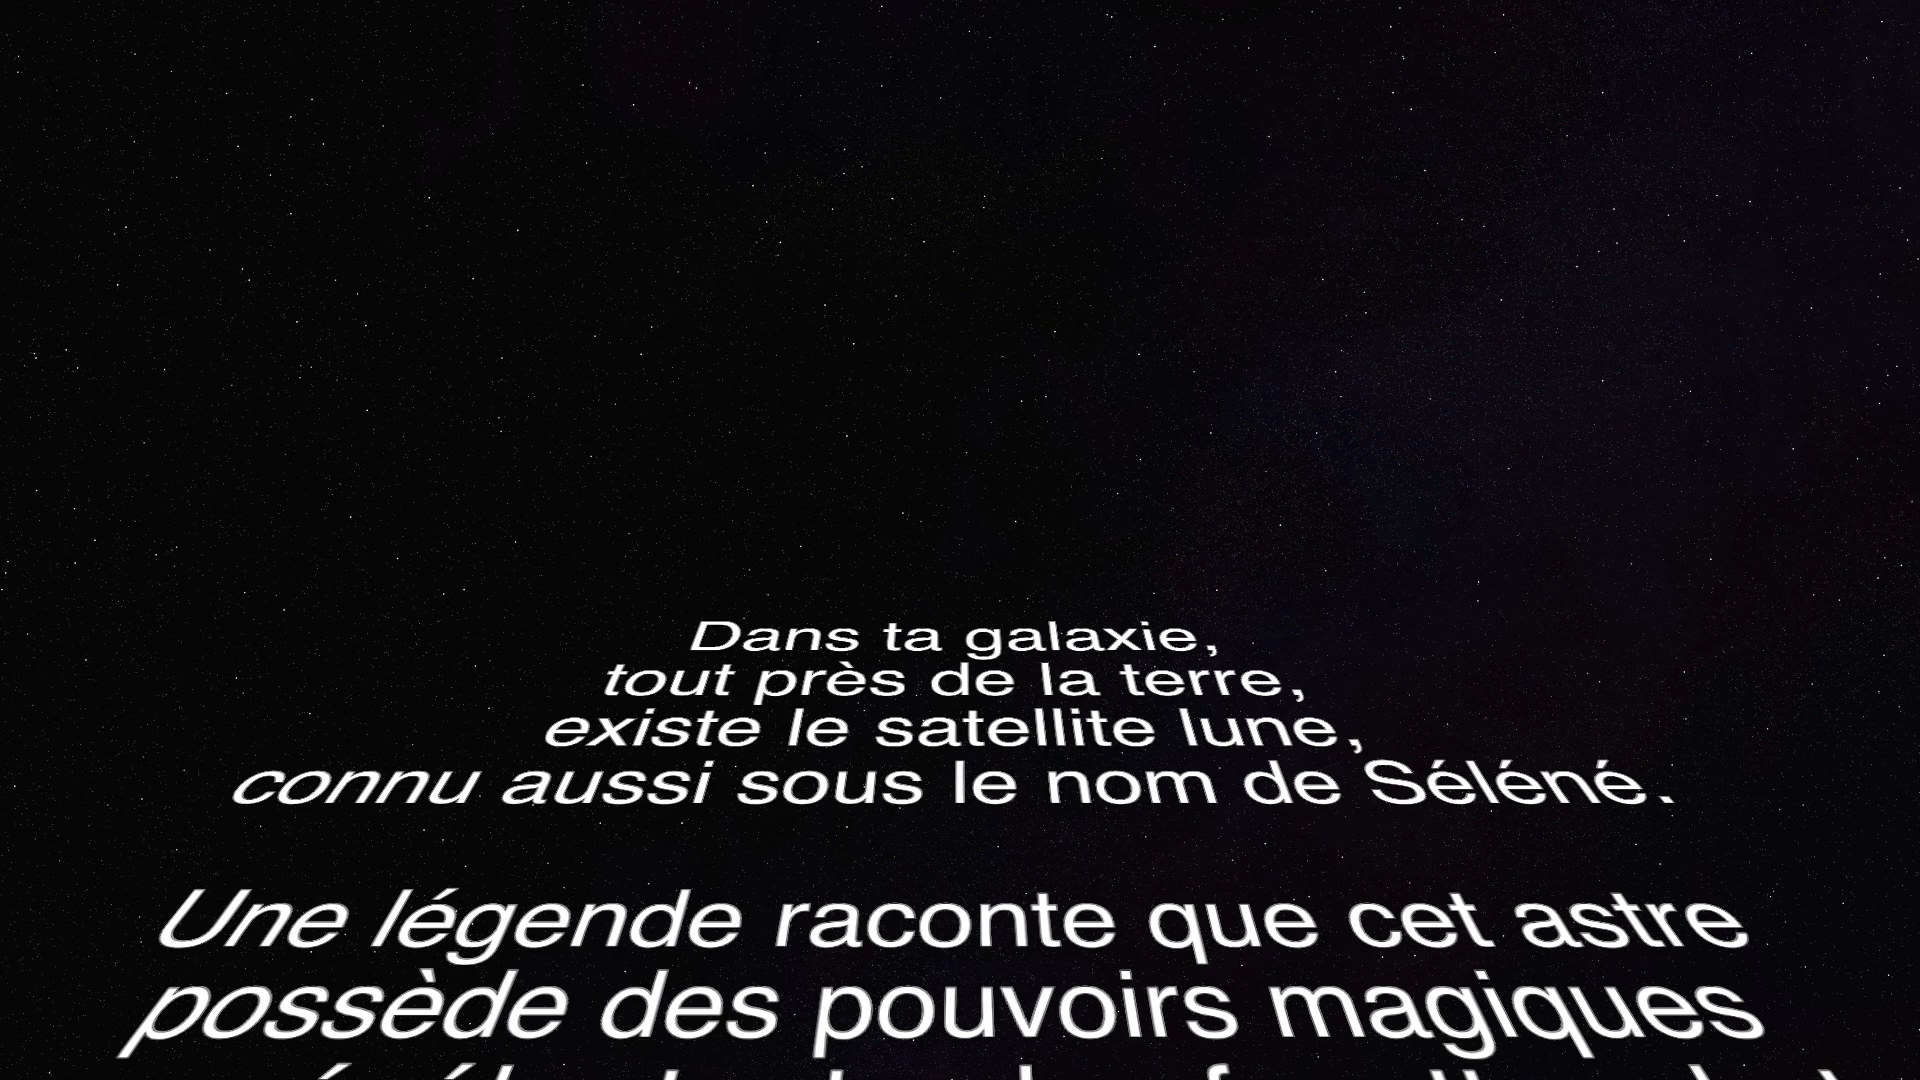 Dans ta galaxie,
tout près de la terre,
existe le satellite lune,
connu aussi sous le nom de Séléné.
Une légende raconte que cet astre
possède des pouvoirs magiques